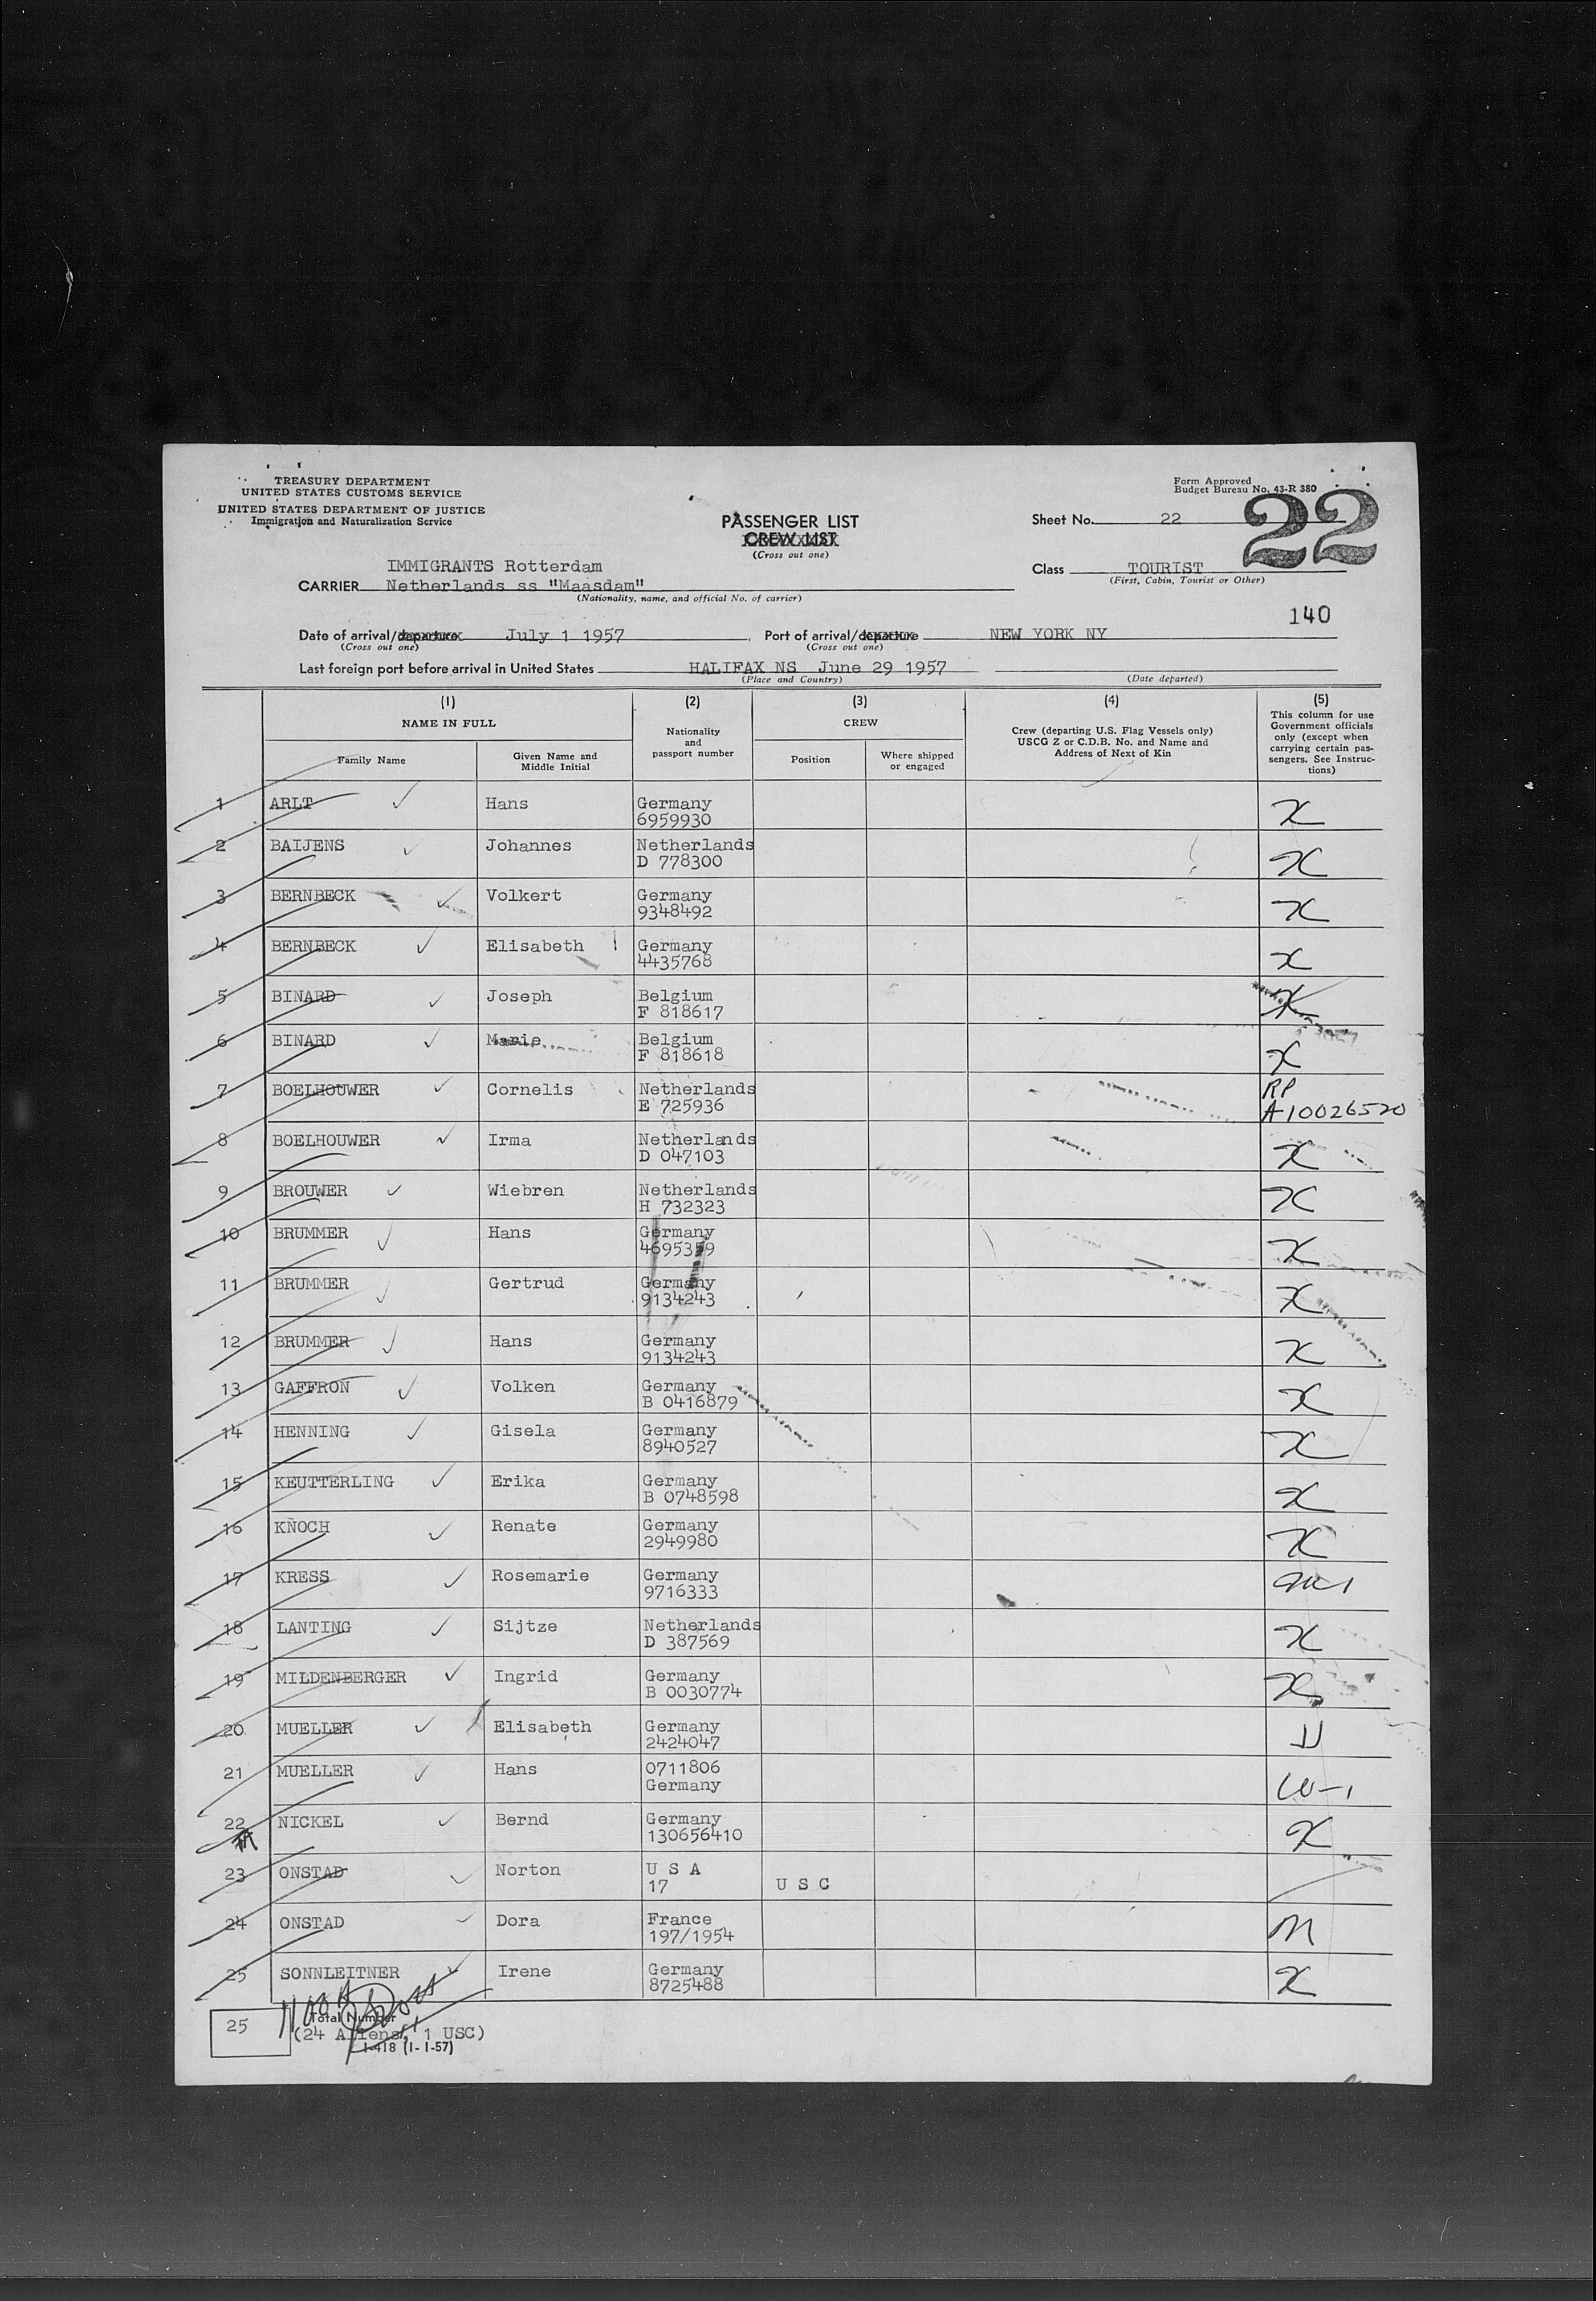 TREASURY DEPARTMENT
UNITED STATES CUSTOMS SERVICE
UNITED STATES DEPARTMENT OF JUSTICE
Immigration and Naturalization Service
Form Approved
Budget Bureau No. 43-R 380
PASSENGER LIST
CREW LIST
(Cross out one)
Sheet No. 22
22
IMMIGRANTS Rotterdam
CARRIER Netherlands ss "Maasdam"
(Nationality, name, and official No. of carrier)
Class TOURIST
(First, Cabin, Tourist or Other)
140
Date of arrival/departure July 1 1957, Port of arrival/departure NEW YORK NY
(Cross out one) (Cross out one)
Last foreign port before arrival in United States HALIFAX NS June 29 1957
(Place and Country) (Date departed)
(1) (2) (3) (4) (5)
NAME IN FULL
Family Name
Given Name and
Middle Initial
Nationality
and
passport number
CREW
Position
Where shipped
or engaged
Crew (departing U.S. Flag Vessels only)
USCG Z or C.D.B. No. and Name and
Address of Next of Kin
This column for use
Government officials
only (except when
carrying certain pas-
sengers. See Instruc-
tions)
1 ARLT Hans Germany X
6959930
2 BAIJENS Johannes Netherlands X
D 778300
3 BERNBECK Volkert Germany X
9348492
4 BERNBECK Elisabeth Germany X
4435768
5 BINARD Joseph Belgium X
F 818617
6 BINARD Marie Belgium X
F 818618
7 BOELHOUWER Cornelis Netherlands RP
E 725936 A10026520
8 BOELHOUWER Irma Netherlands X
D 047103
9 BROUWER Wiebren Netherlands X
H 732323
10 BRUMMER Hans Germany X
4695359
11 BRUMMER Gertrud Germany X
9134243
12 BRUMMER Hans Germany X
9134243
13 GAFFRON Volken Germany X
B 0416879
14 HENNING Gisela Germany X
8940527
15 KEUTTERLING Erika Germany X
B 0748598
16 KNOCH Renate Germany X
2949980
17 KRESS Rosemarie Germany
9716333
18 LANTING Sijtze Netherlands X
D 387569
19 MILDENBERGER Ingrid Germany X
B 0030774
20 MUELLER Elisabeth Germany
2424047
21 MUELLER Hans 0711806
Germany
22 NICKEL Bernd Germany X
130656410
23 ONSTAD Norton U S A
17 U S C
24 ONSTAD Dora France M
197/1954
25 SONNLEITNER Irene Germany X
8725488
25 Total Number
(24 Aliens, 1 USC)
I-418 (1-1-57)